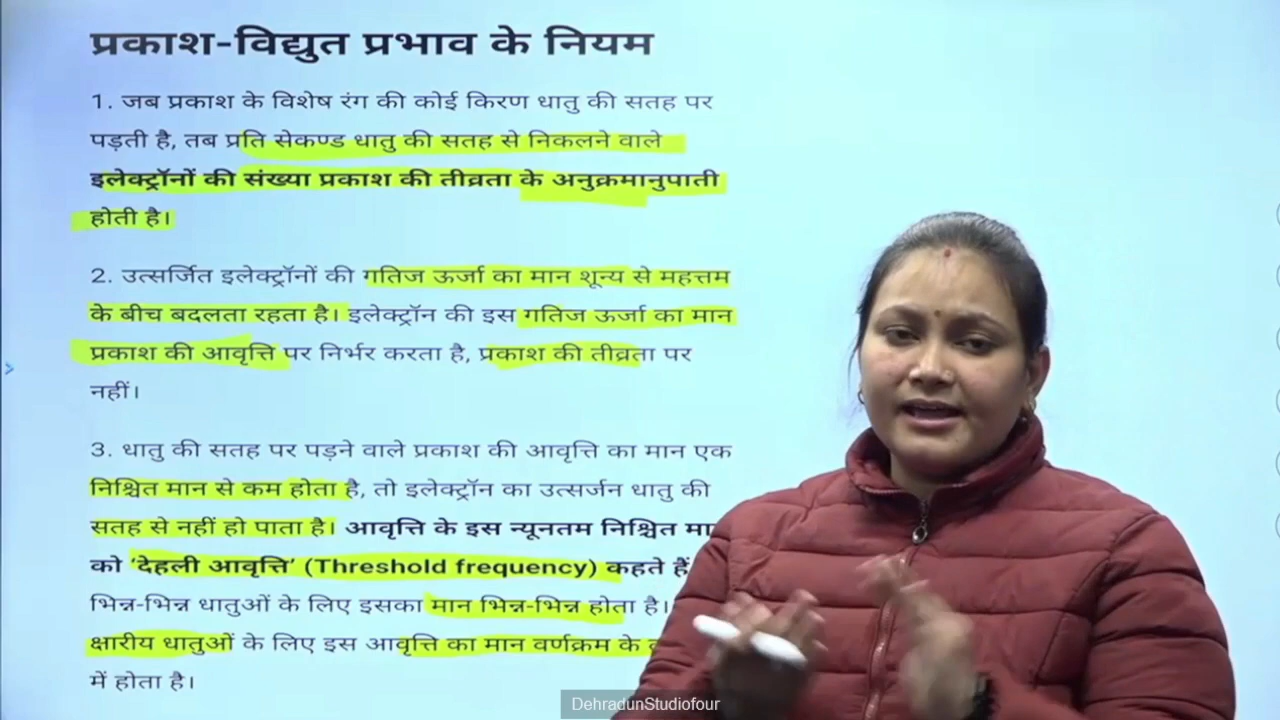 प्रकाश-विद्युत प्रभाव के नियम
1. जब प्रकाश के विशेष रंग की कोई किरण धातु की सतह पर
पड़ती है, तब प्रति सेकण्ड धातु की सतह से निकलने वाले
इलेक्ट्रॉनों की संख्या प्रकाश की तीव्रता के अनुक्रमानुपाती
होती है।
2. उत्सर्जित इलेक्ट्रॉनों की गतिज ऊर्जा का मान शून्य से महत्तम
के बीच बदलता रहता है। इलेक्ट्रॉन की इस गतिज ऊर्जा का मान
प्रकाश की आवृत्ति पर निर्भर करता है, प्रकाश की तीव्रता पर
नहीं।
3. धातु की सतह पर पड़ने वाले प्रकाश की आवृत्ति का मान एक
निश्चित मान से कम होता है, तो इलेक्ट्रॉन का उत्सर्जन धातु की
सतह से नहीं हो पाता है। आवृत्ति के इस न्यूनतम निश्चित
को ‘देहली आवृत्ति’ (Threshold frequency) कहते हैं
भिन्न-भिन्न धातुओं के लिए इसका मान भिन्न-भिन्न होता है।
क्षारीय धातुओं के लिए इस आवृत्ति का मान वर्णक्रम के
में होता है।
DehradunStudiofour